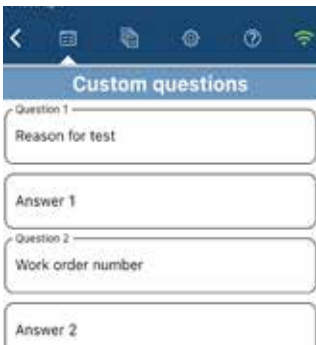 Custom questions
Question 1
Reason for test
Answer 1
Question 2
Work order number
Answer 2